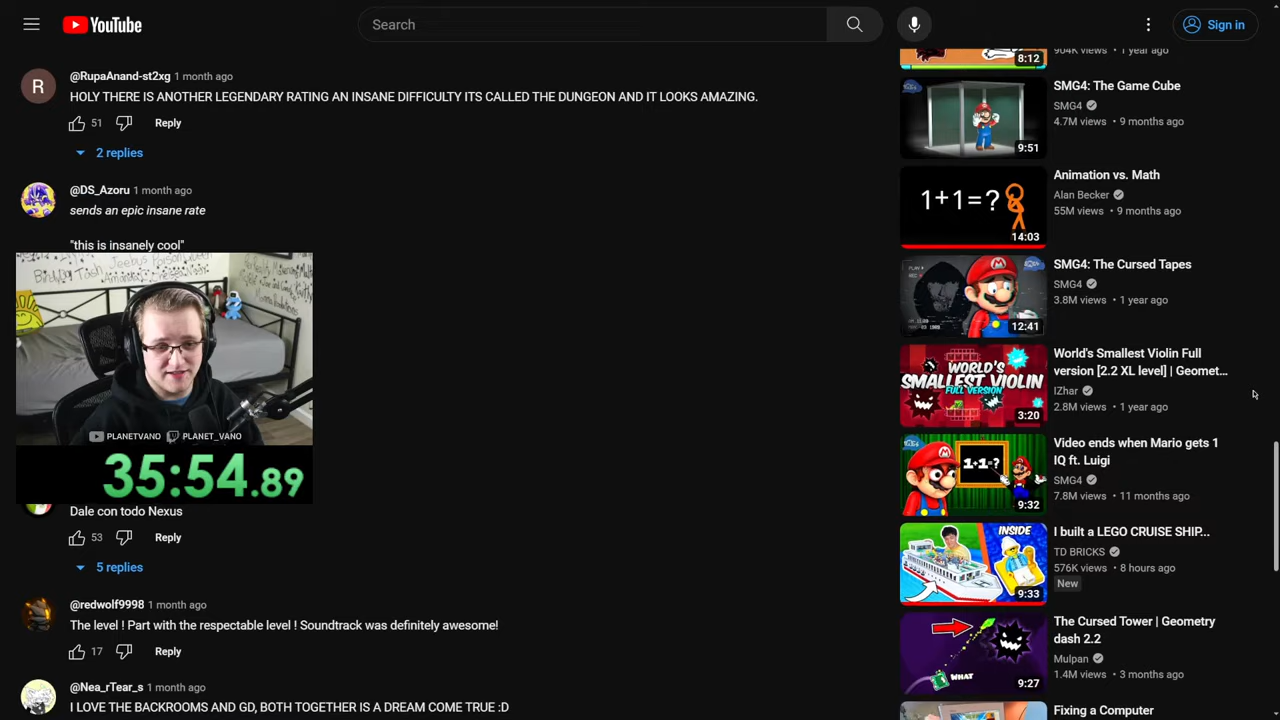 YouTube
Search
Sign in
@RupaAnand-st2xg 1 month ago
HOLY THERE IS ANOTHER LEGENDARY RATING AN INSANE DIFFICULTY ITS CALLED THE DUNGEON AND IT LOOKS AMAZING.
51 Reply
2 replies
@DS_Azoru 1 month ago
sends an epic insane rate
"this is insanely cool"
PLANETVANO PLANET_VANO
35:54.89
Dale con todo Nexus
53 Reply
5 replies
@redwolf9998 1 month ago
The level ! Part with the respectable level ! Soundtrack was definitely awesome!
17 Reply
@Nea_rTear_s 1 month ago
I LOVE THE BACKROOMS AND GD, BOTH TOGETHER IS A DREAM COME TRUE :D
904K views • 1 year ago
8:12
SMG4: The Game Cube
SMG4
4.7M views • 9 months ago
9:51
Animation vs. Math
Alan Becker
55M views • 9 months ago
1+1=?
14:03
SMG4: The Cursed Tapes
SMG4
3.8M views • 1 year ago
12:41
World's Smallest Violin Full
version [2.2 XL level] | Geomet...
IZhar
2.8M views • 1 year ago
WORLD'S
SMALLEST VIOLIN
FULL VERSION
3:20
Video ends when Mario gets 1
IQ ft. Luigi
SMG4
7.8M views • 11 months ago
1+1=?
9:32
I built a LEGO CRUISE SHIP...
TD BRICKS
576K views • 8 hours ago
New
INSIDE
9:33
The Cursed Tower | Geometry
dash 2.2
Mulpan
1.4M views • 3 months ago
WHAT
9:27
Fixing a Computer